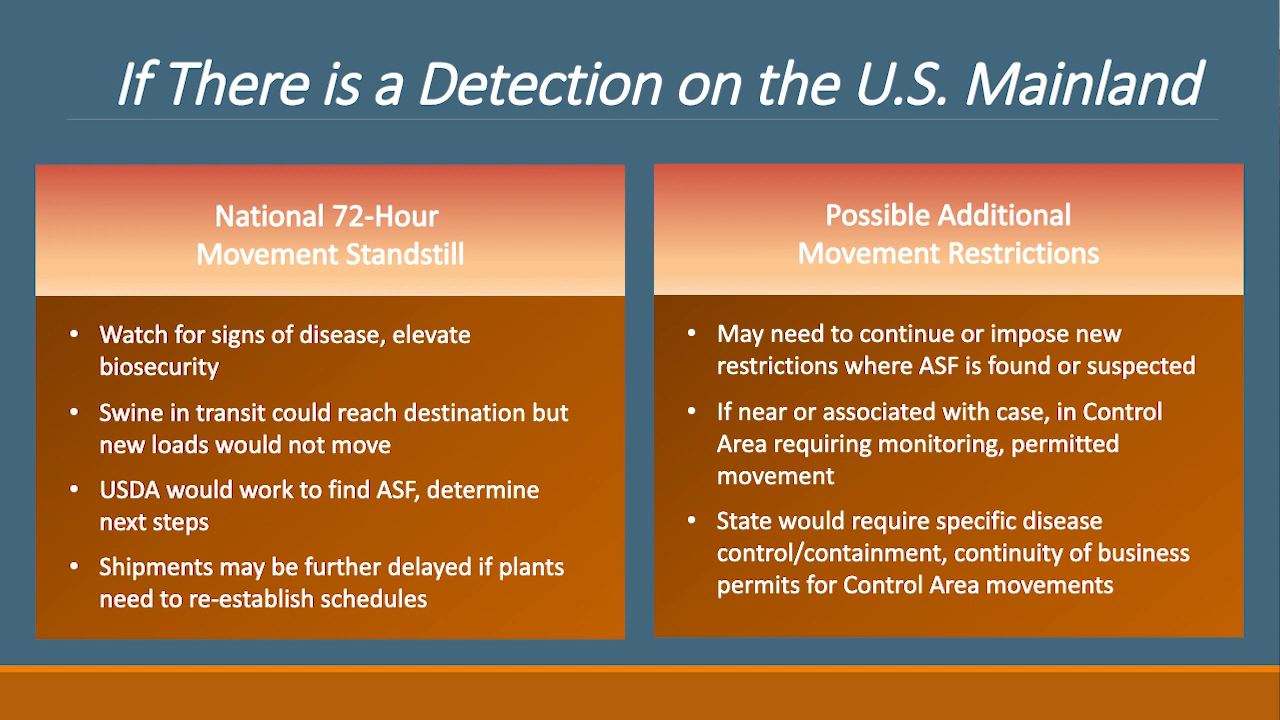 If There is a Detection on the U.S. Mainland
National 72-Hour
Movement Standstill
• Watch for signs of disease, elevate
biosecurity
• Swine in transit could reach destination but
new loads would not move
• USDA would work to find ASF, determine
next steps
• Shipments may be further delayed if plants
need to re-establish schedules
Possible Additional
Movement Restrictions
• May need to continue or impose new
restrictions where ASF is found or suspected
• If near or associated with case, in Control
Area requiring monitoring, permitted
movement
• State would require specific disease
control/containment, continuity of business
permits for Control Area movements